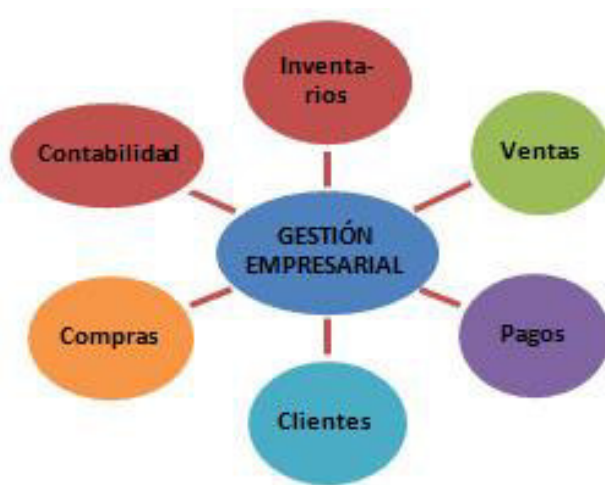 Inventa-
rios
Contabilidad
Ventas
GESTIÓN
EMPRESARIAL
Compras
Pagos
Clientes